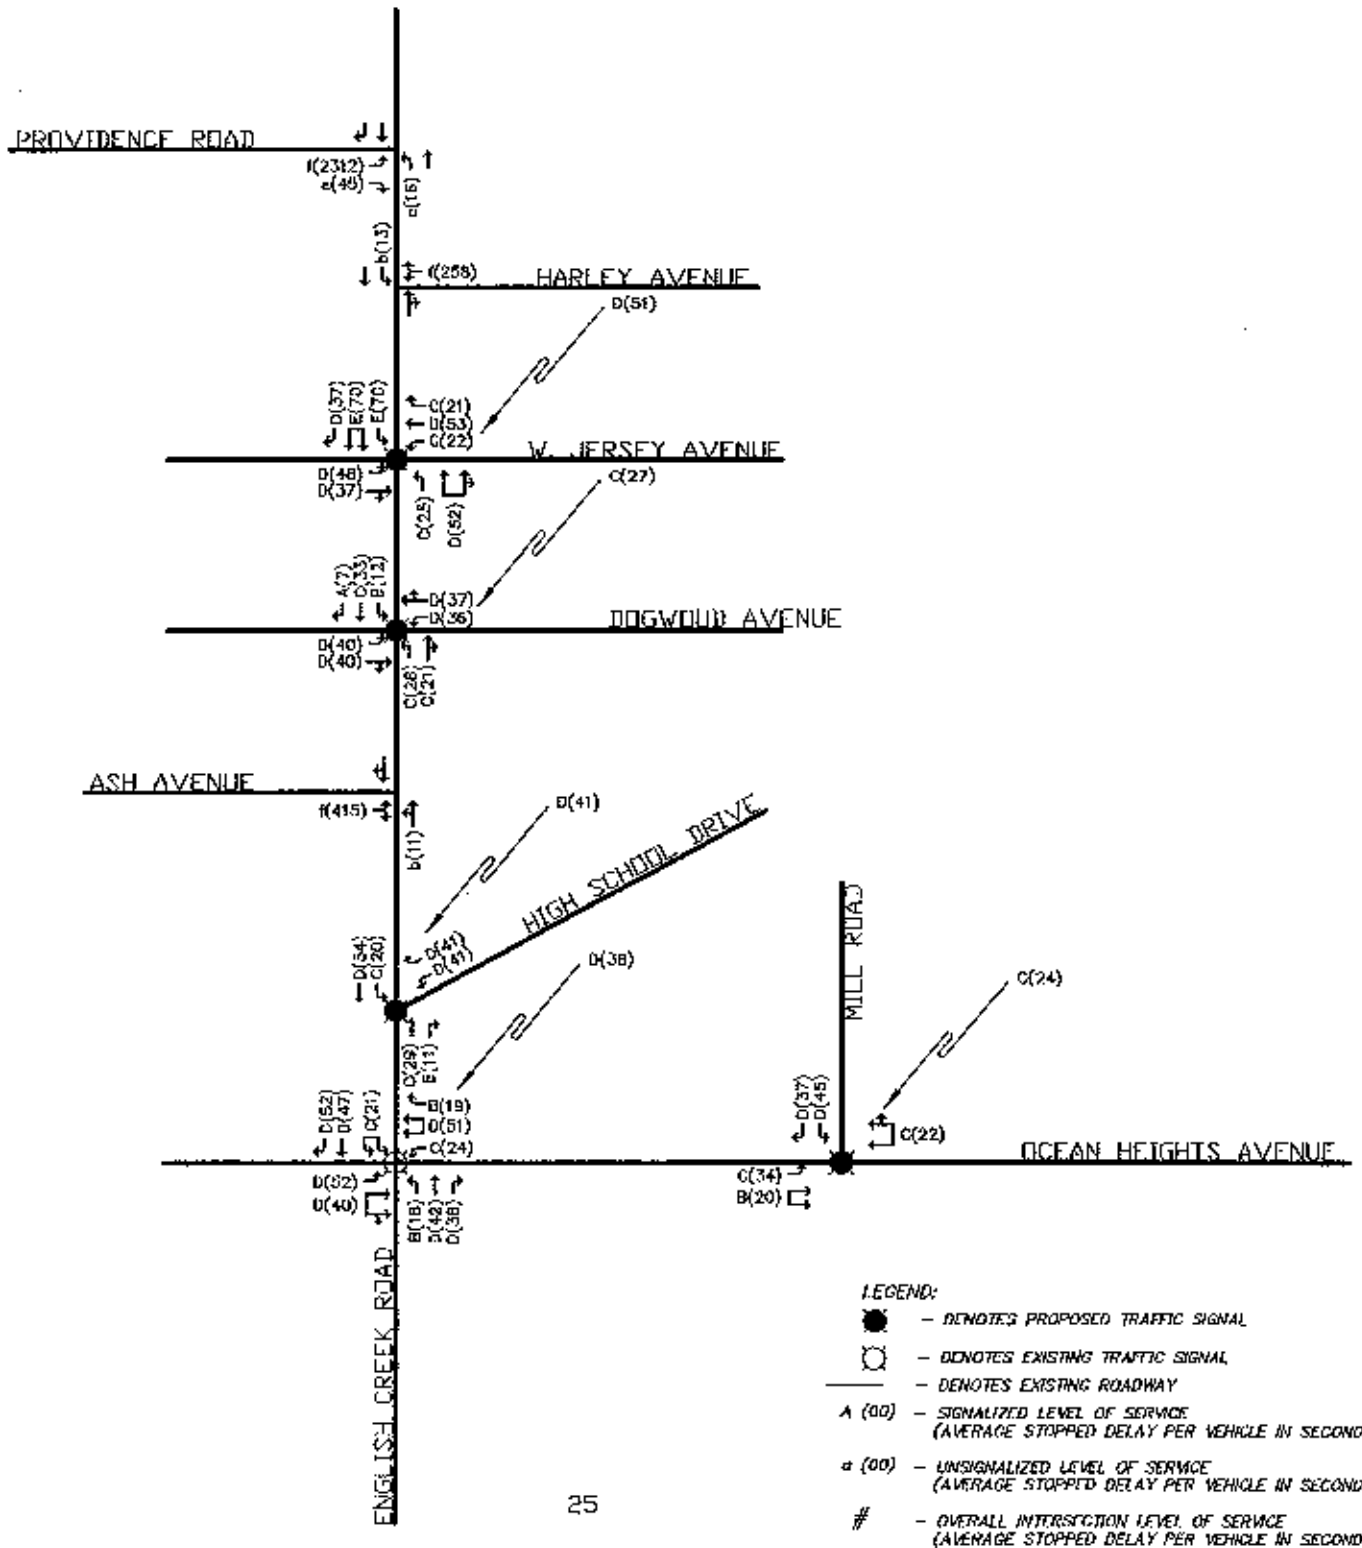 PROVIDENCE ROAD
f(2312)
e(45)
c(16)
b(13)
f(258)
HARLEY AVENUE
D(51)
D(37)
E(70)
E(70)
C(21)
D(53)
C(22)
W. JERSEY AVENUE
D(48)
D(37)
C(25)
D(52)
C(27)
A(7)
B(12)
D(37)
D(36)
DOGWOOD AVENUE
D(40)
D(40)
C(28)
C(21)
ASH AVENUE
f(415)
b(11)
D(41)
HIGH SCHOOL DRIVE
D(54)
C(20)
D(41)
D(41)
D(38)
C(29)
B(11)
MILL ROAD
C(24)
D(52)
D(47)
C(21)
B(19)
D(51)
C(24)
D(37)
D(45)
C(22)
OCEAN HEIGHTS AVENUE
D(52)
D(40)
B(18)
D(42)
D(38)
C(34)
B(20)
ENGLISH CREEK ROAD
LEGEND:
- DENOTES PROPOSED TRAFFIC SIGNAL
- DENOTES EXISTING TRAFFIC SIGNAL
- DENOTES EXISTING ROADWAY
A (00) - SIGNALIZED LEVEL OF SERVICE
(AVERAGE STOPPED DELAY PER VEHICLE IN SECOND
a (00) - UNSIGNALIZED LEVEL OF SERVICE
(AVERAGE STOPPED DELAY PER VEHICLE IN SECOND
# - OVERALL INTERSECTION LEVEL OF SERVICE
(AVERAGE STOPPED DELAY PER VEHICLE IN SECOND
25